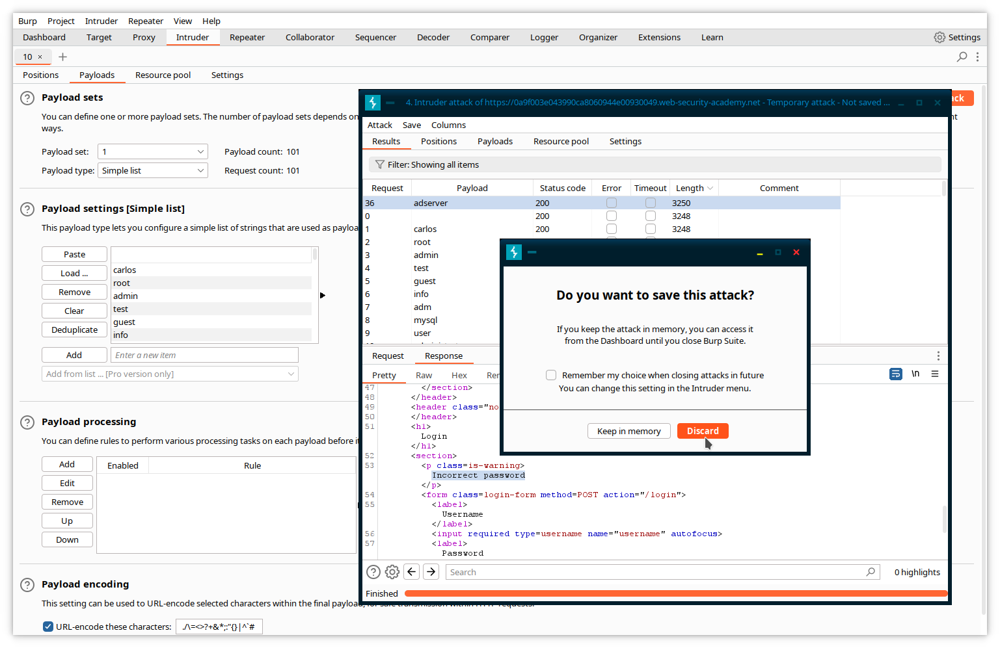 Burp Project Intruder Repeater View Help
Dashboard Target Proxy Intruder Repeater Collaborator Sequencer Decoder Comparer Logger Organizer Extensions Learn Settings
10 × +
Positions Payloads Resource pool Settings
Payload sets
You can define one or more payload sets. The number of payload sets depends on
ways.
Payload set: 1 Payload count: 101
Payload type: Simple list Request count: 101
Payload settings [Simple list]
This payload type lets you configure a simple list of strings that are used as payloa
Paste
Load ...
Remove
Clear
Deduplicate
carlos
root
admin
test
guest
info
Add Enter a new item
Add from list ... [Pro version only]
Payload processing
You can define rules to perform various processing tasks on each payload before it
Add
Edit
Remove
Up
Down
Enabled Rule
Payload encoding
This setting can be used to URL-encode selected characters within the final payload, for safe transmission within HTTP requests.
URL-encode these characters: ./\=<>?+&*;:"{}|^`#
ack
nt
4. Intruder attack of https://0a9f003e043990ca8060944e00930049.web-security-academy.net - Temporary attack - Not saved ...
Attack Save Columns
Results Positions Payloads Resource pool Settings
Filter: Showing all items
Request Payload Status code Error Timeout Length Comment
36 adserver 200 3250
0 200 3248
1 carlos 200 3248
2 root
3 admin
4 test
5 guest
6 info
7 adm
8 mysql
9 user
Request Response
Pretty Raw Hex Ren
\n
47 </section>
48 </header>
49 <header class="no
50 </header>
51 <h1>
Login
</h1>
52 <section>
53 <p class=is-warning>
Incorrect password
</p>
54 <form class=login-form method=POST action="/login">
55 <label>
Username
</label>
56 <input required type=username name="username" autofocus>
57 <label>
Password
Search 0 highlights
Finished
Do you want to save this attack?
If you keep the attack in memory, you can access it
from the Dashboard until you close Burp Suite.
Remember my choice when closing attacks in future
You can change this setting in the Intruder menu.
Keep in memory Discard